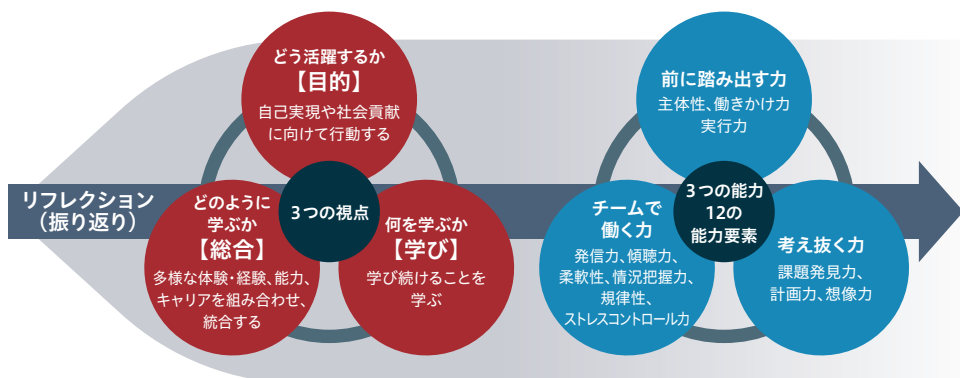 リフレクション
（振り返り）
どう活躍するか
【目的】
自己実現や社会貢献
に向けて行動する
3つの視点
どのように
学ぶか
【総合】
多様な体験・経験、能力、
キャリアを組み合わせ、
統合する
何を学ぶか
【学び】
学び続けることを
学ぶ
前に踏み出す力
主体性、働きかけ力
実行力
3つの能力
12の
能力要素
チームで
働く力
発信力、傾聴力、
柔軟性、情況把握力、
規律性、
ストレスコントロール力
考え抜く力
課題発見力、
計画力、想像力